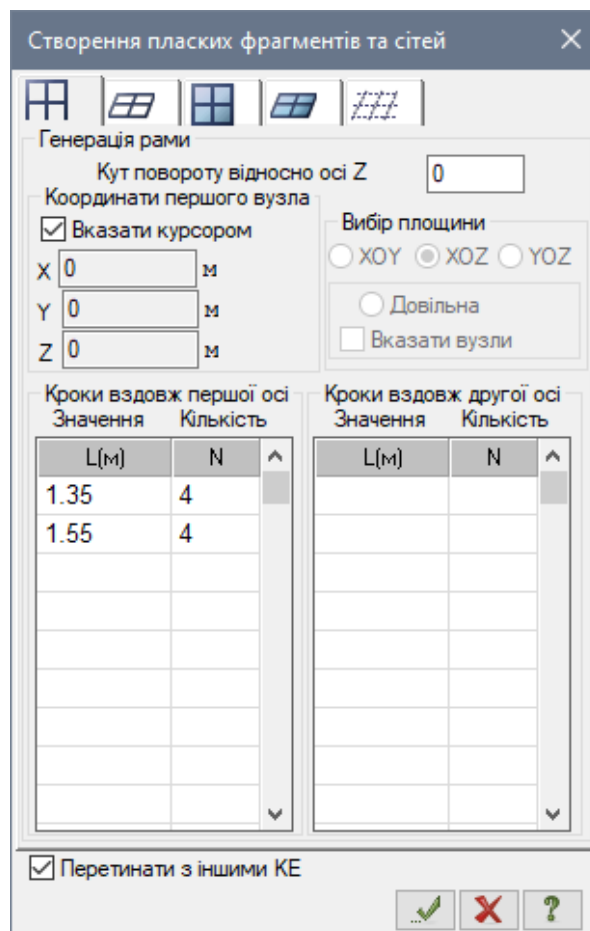 Створення пласких фрагментів та сітей
Генерація рами
Кут повороту відносно осі Z 0
Координати першого вузла
Вказати курсором
X 0 м
Y 0 м
Z 0 м
Вибір площини
XOY XOZ YOZ
Довільна
Вказати вузли
Кроки вздовж першої осі
Значення Кількість
L(м) N
1.35 4
1.55 4
Кроки вздовж другої осі
Значення Кількість
L(м) N
Перетинати з іншими КЕ
?